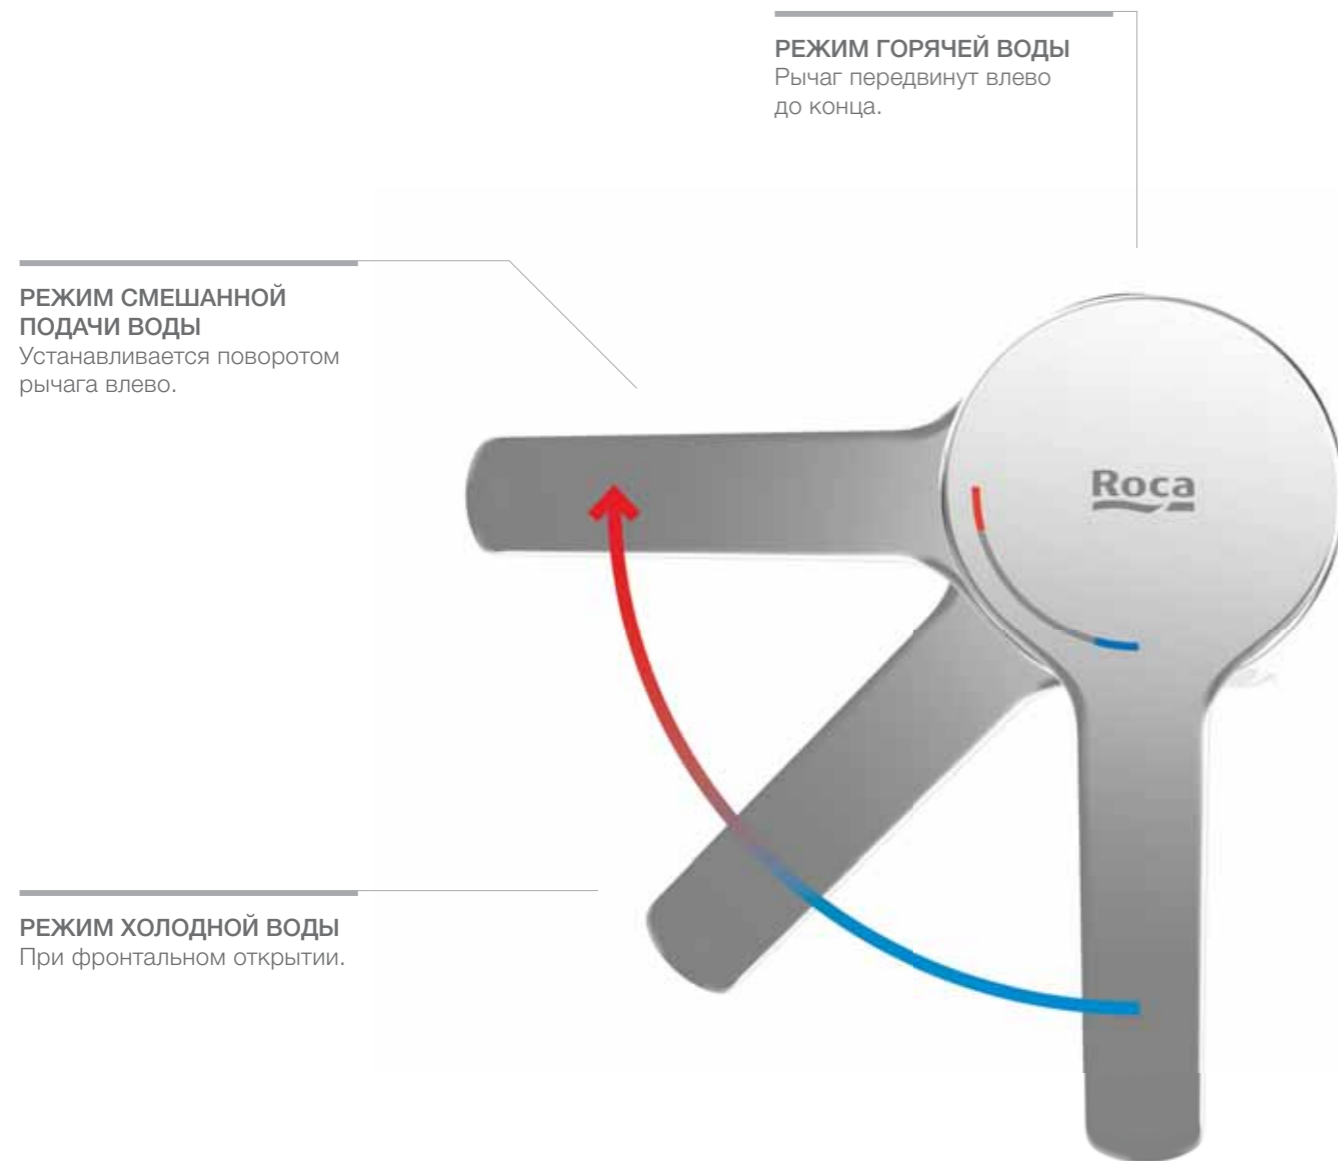 РЕЖИМ ГОРЯЧЕЙ ВОДЫ
Рычаг передвинут влево
до конца.
РЕЖИМ СМЕШАННОЙ
ПОДАЧИ ВОДЫ
Устанавливается поворотом
рычага влево.
Roca
РЕЖИМ ХОЛОДНОЙ ВОДЫ
При фронтальном открытии.